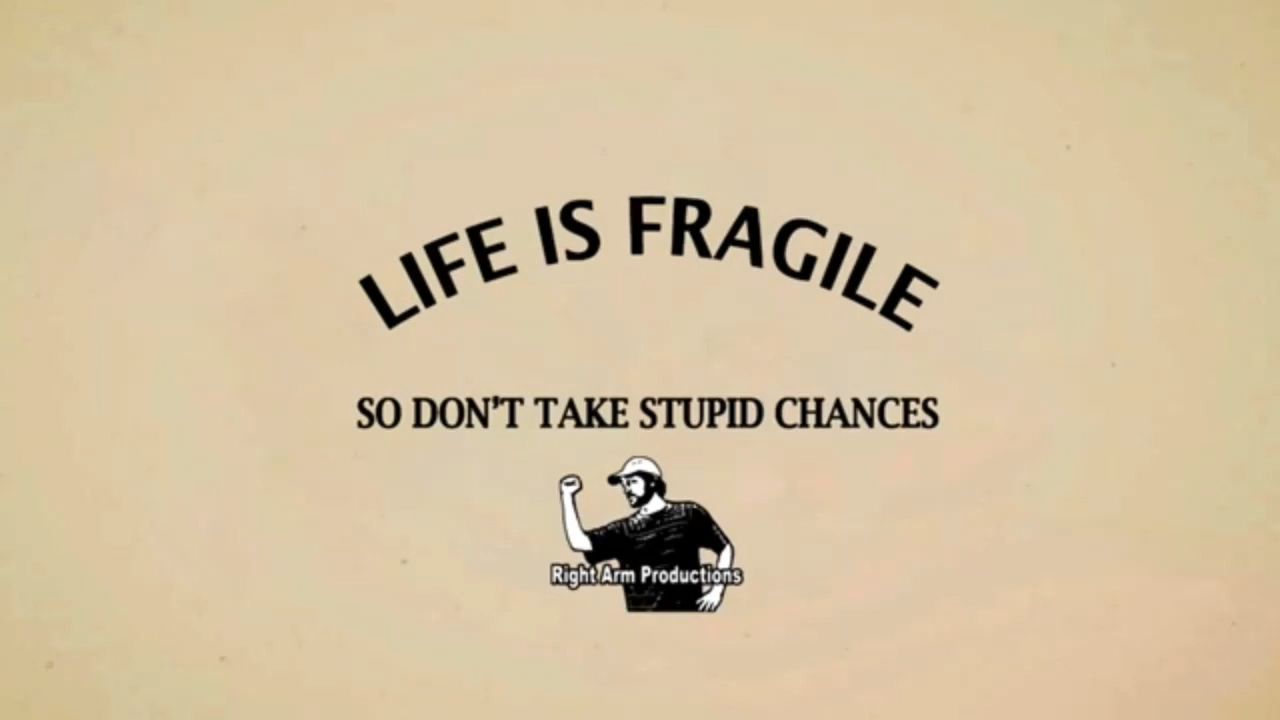 LIFE IS FRAGILE
SO DON'T TAKE STUPID CHANCES
Right Arm Productions